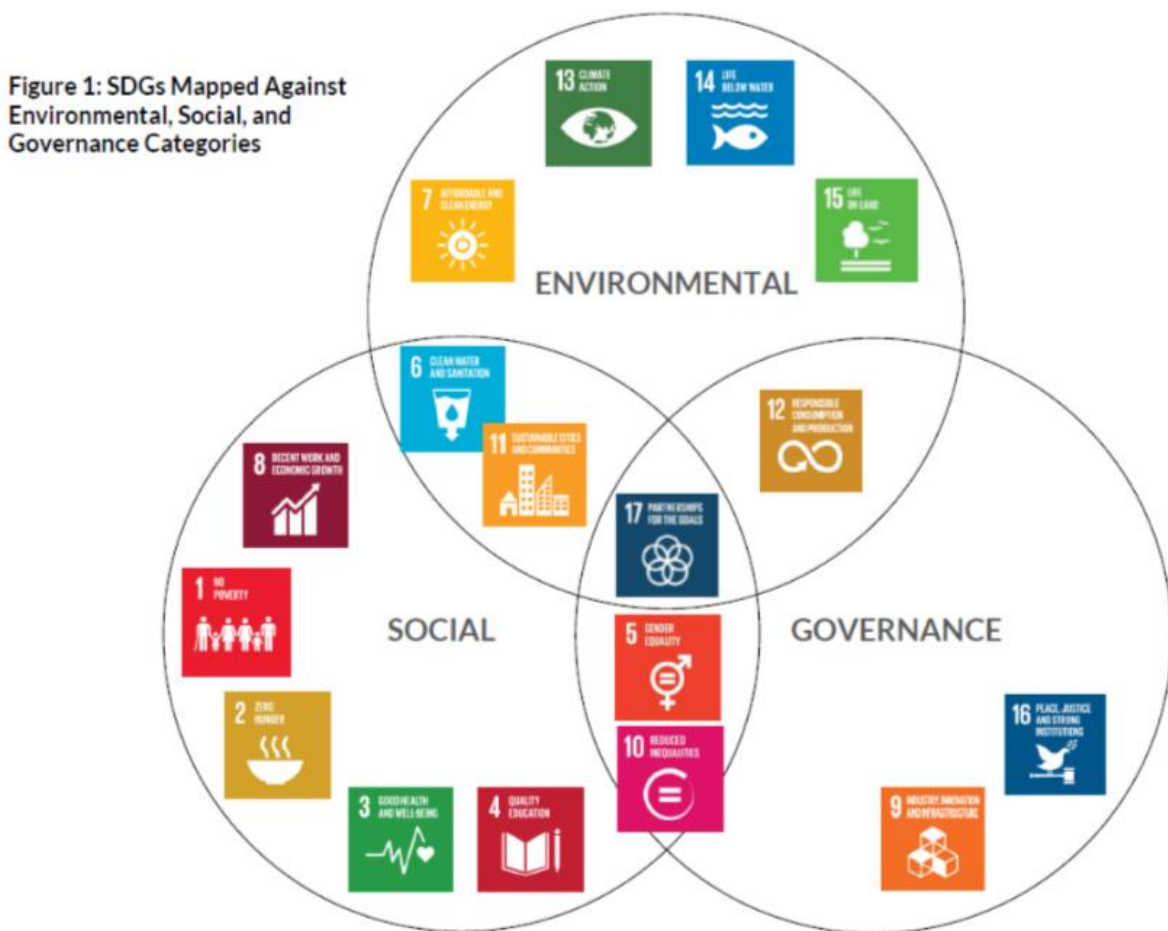 Figure 1: SDGs Mapped Against
Environmental, Social, and
Governance Categories
13 CLIMATE
ACTION
14 LIFE
BELOW WATER
7 AFFORDABLE AND
CLEAN ENERGY
15 LIFE
ON LAND
ENVIRONMENTAL
6 CLEAN WATER
AND SANITATION
12 RESPONSIBLE
CONSUMPTION
AND PRODUCTION
11 SUSTAINABLE CITIES
AND COMMUNITIES
8 DECENT WORK AND
ECONOMIC GROWTH
17 PARTNERSHIPS
FOR THE GOALS
1 NO
POVERTY
SOCIAL
5 GENDER
EQUALITY
GOVERNANCE
2 ZERO
HUNGER
16 PEACE, JUSTICE
AND STRONG
INSTITUTIONS
10 REDUCED
INEQUALITIES
3 GOOD HEALTH
AND WELL-BEING
4 QUALITY
EDUCATION
9 INDUSTRY, INNOVATION
AND INFRASTRUCTURE